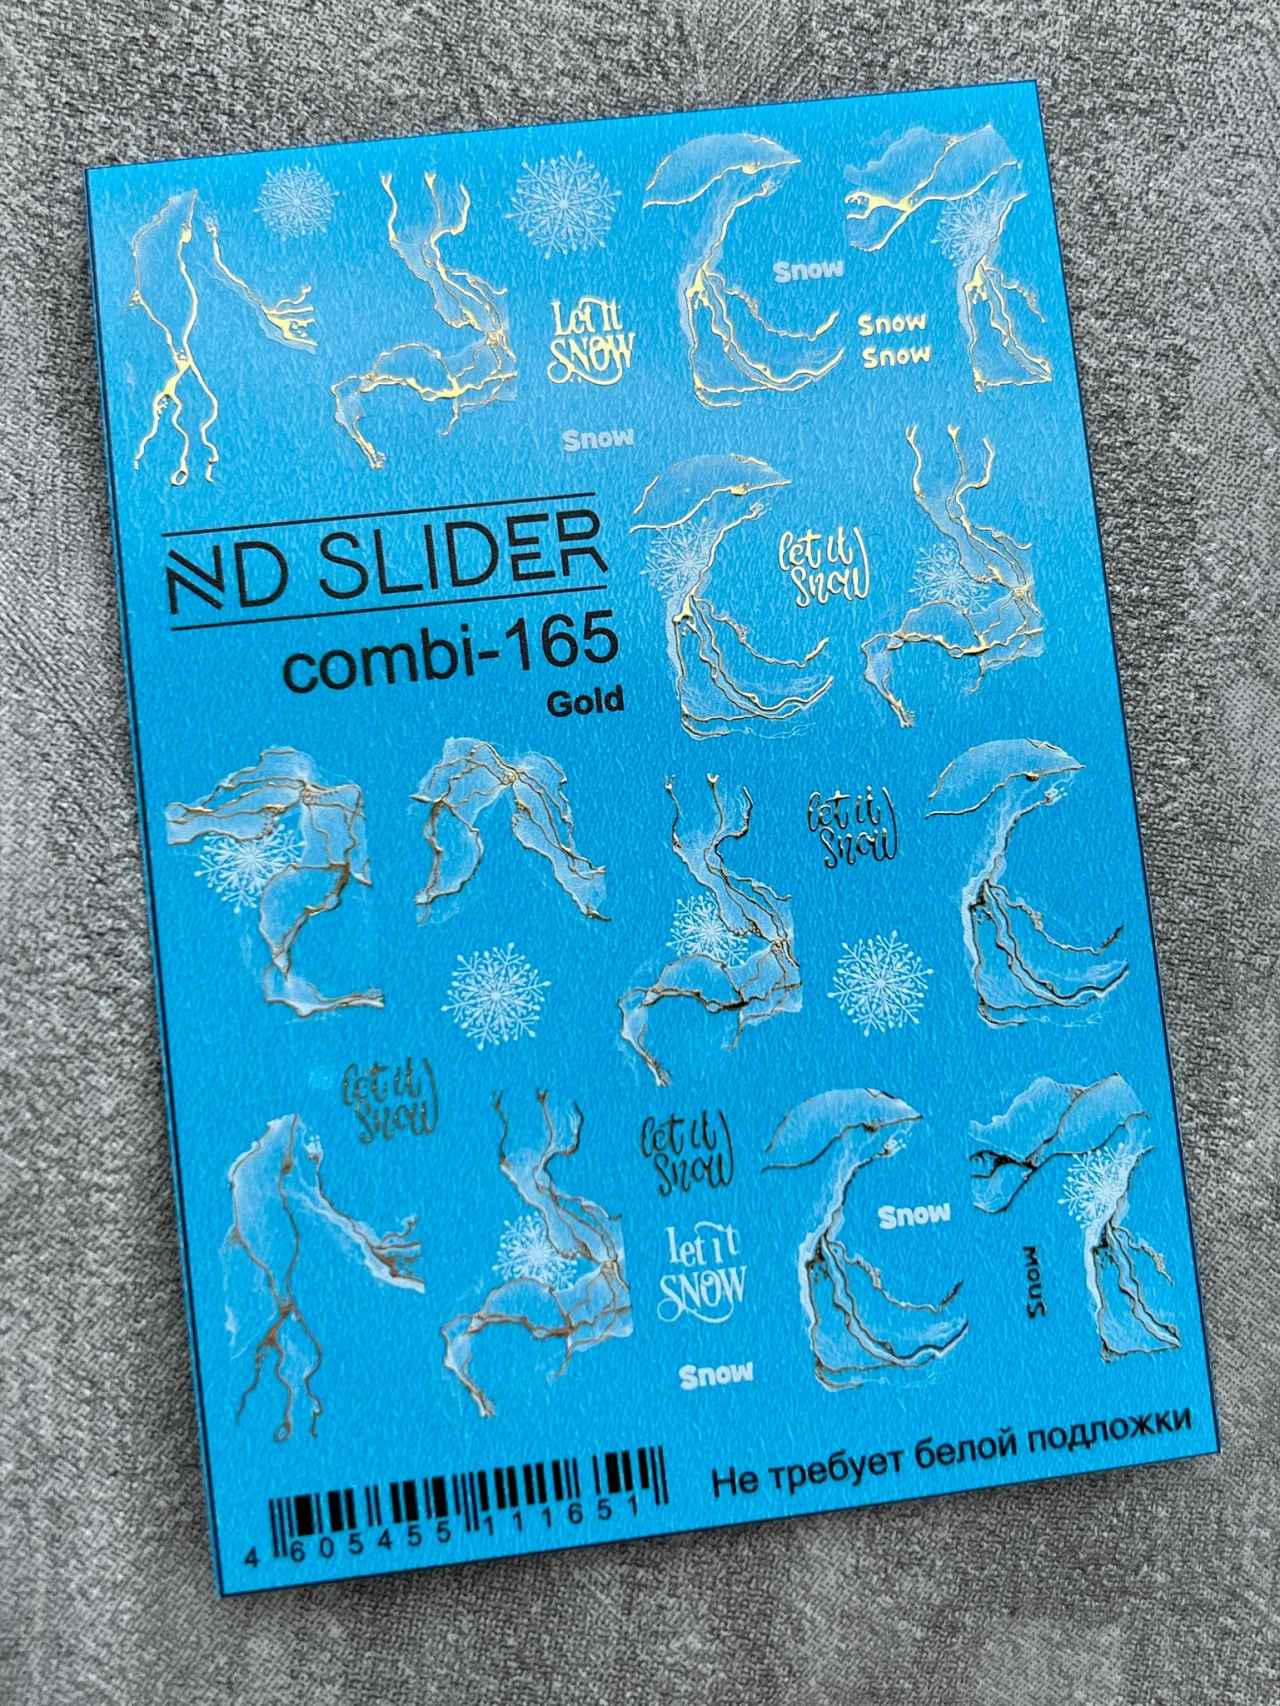 Snow
Let It
SNOW
Snow
Snow
Snow
ND SLIDER
combi-165
Gold
let it
snow
let it
snow
let it
snow
let it
snow
Snow
let it
SNOW
Snow
Snow
Не требует белой подложки
4 605455 111651